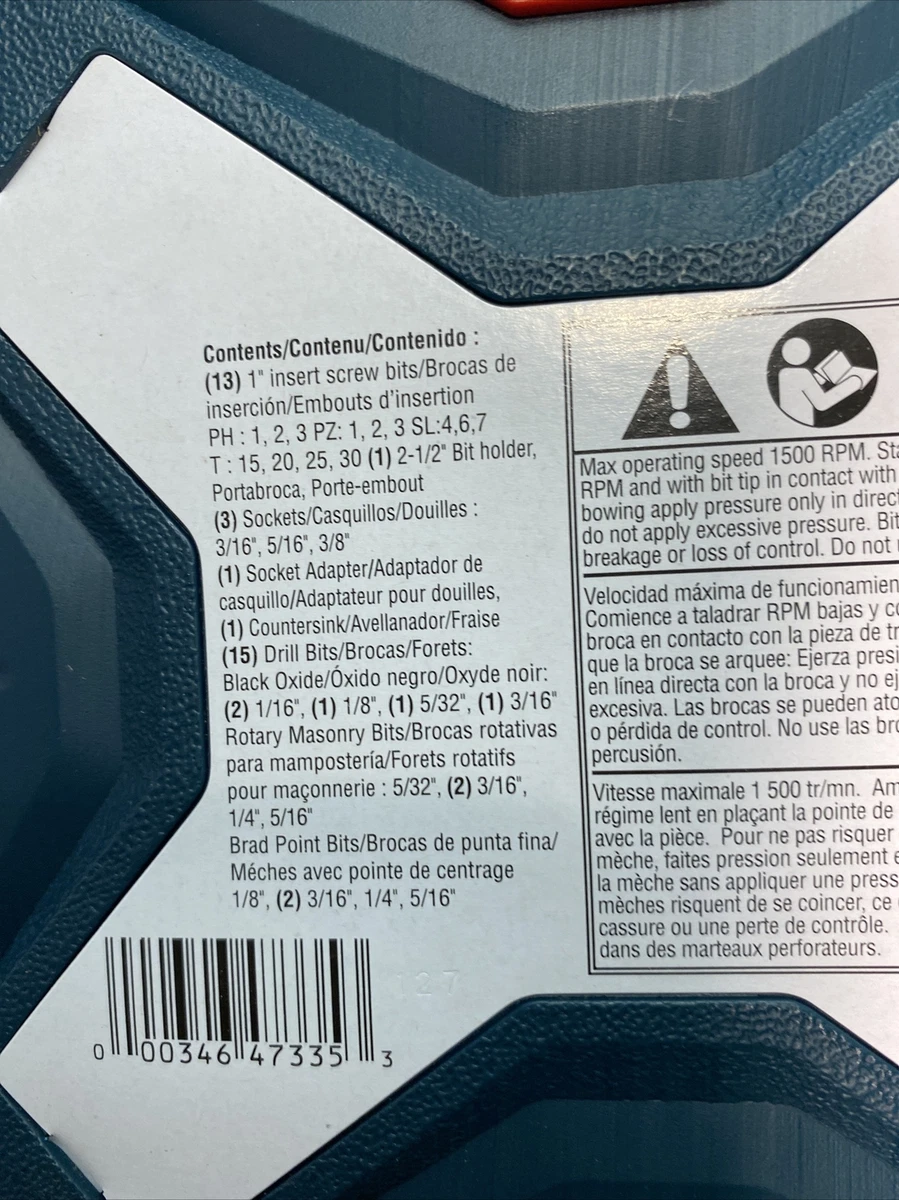 Contents/Contenu/Contenido :
(13) 1" insert screw bits/Brocas de
inserción/Embouts d'insertion
PH : 1, 2, 3 PZ: 1, 2, 3 SL:4,6,7
T : 15, 20, 25, 30 (1) 2-1/2" Bit holder,
Portabroca, Porte-embout
(3) Sockets/Casquillos/Douilles :
3/16", 5/16", 3/8"
(1) Socket Adapter/Adaptador de
casquillo/Adaptateur pour douilles,
(1) Countersink/Avellanador/Fraise
(15) Drill Bits/Brocas/Forets:
Black Oxide/Óxido negro/Oxyde noir:
(2) 1/16", (1) 1/8", (1) 5/32", (1) 3/16"
Rotary Masonry Bits/Brocas rotativas
para mampostería/Forets rotatifs
pour maçonnerie : 5/32", (2) 3/16",
1/4", 5/16"
Brad Point Bits/Brocas de punta fina/
Méches avec pointe de centrage
1/8", (2) 3/16", 1/4", 5/16"
127
0 00346 47335 3
Max operating speed 1500 RPM.
RPM and with bit tip in contact with
bowing apply pressure only in
do not apply excessive pressure.
breakage or loss of control. Do not
Velocidad máxima de
Comience a taladrar RPM bajas y
broca en contacto con la pieza de
que la broca se arquee: Ejerza
en línea directa con la broca y no
excesiva. Las brocas se pueden
o pérdida de control. No use las
percusión.
Vitesse maximale 1 500 tr/mn.
régime lent en plaçant la pointe de
avec la pièce. Pour ne pas risquer
mèche, faites pression seulement
la mèche sans appliquer une
mèches risquent de se coincer, ce
cassure ou une perte de contrôle.
dans des marteaux perforateurs.